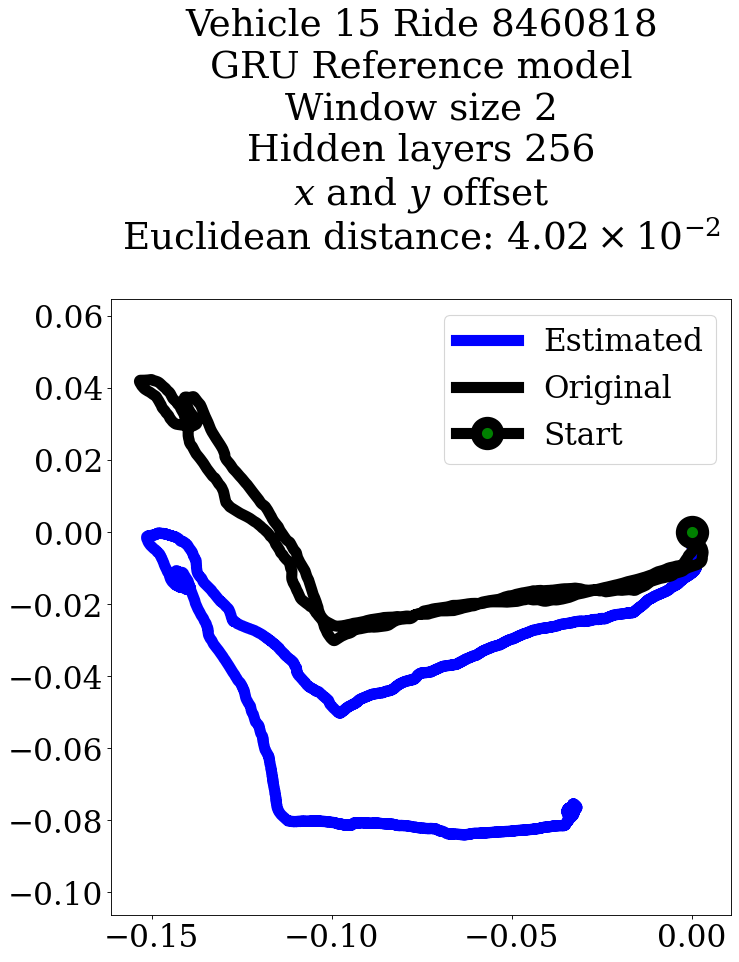 Vehicle 15 Ride 8460818
GRU Reference model
Window size 2
Hidden layers 256
x and y offset
Euclidean distance: 4.02 × 10⁻²
Estimated
Original
Start
0.06
0.04
0.02
0.00
−0.02
−0.04
−0.06
−0.08
−0.10
−0.15 −0.10 −0.05 0.00